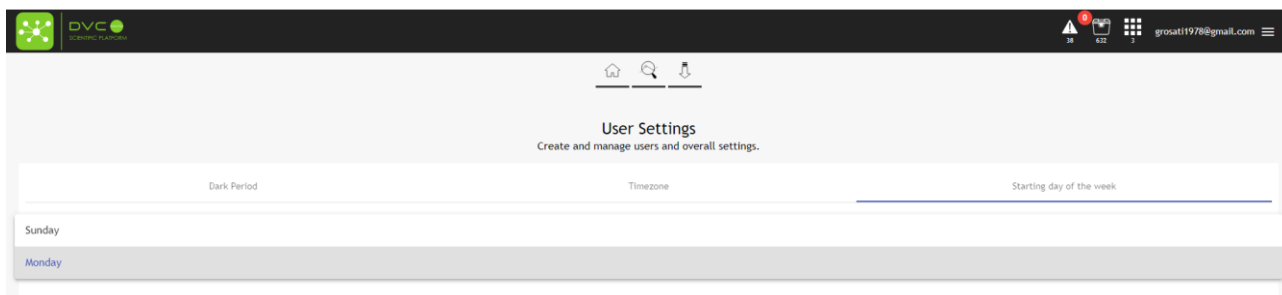 DVC
SCIENTIFIC PLATFORM
0
38
632
3
grosati1978@gmail.com
User Settings
Create and manage users and overall settings.
Dark Period
Timezone
Starting day of the week
Sunday
Monday